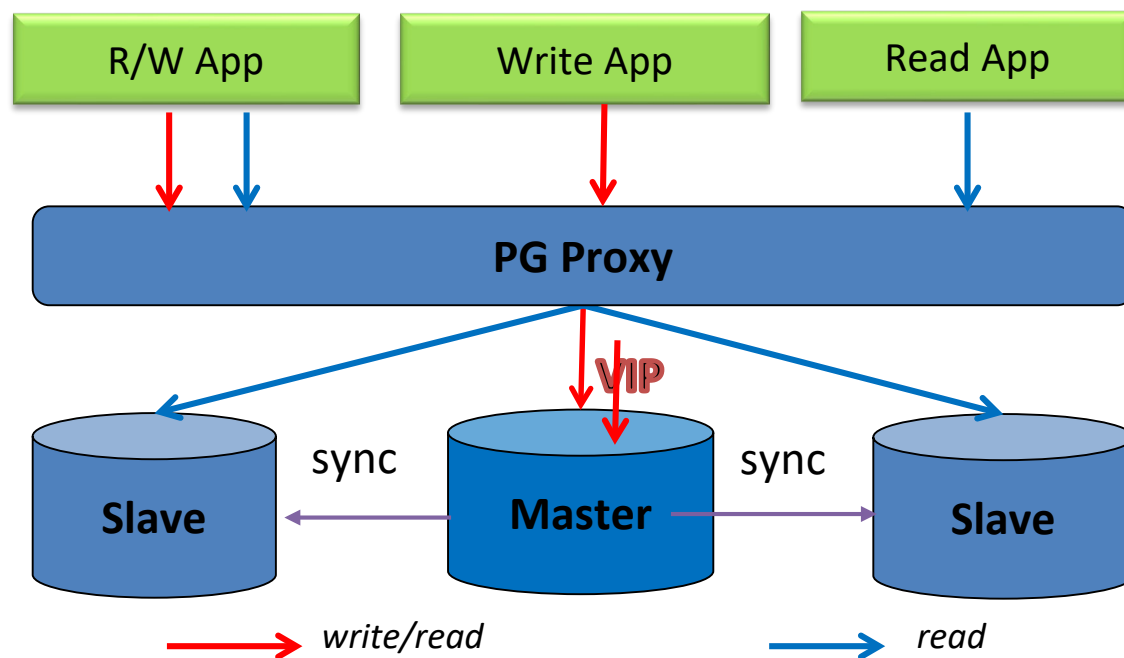 R/W App
Write App
Read App
PG Proxy
VIP
sync
sync
Slave
Master
Slave
write/read
read